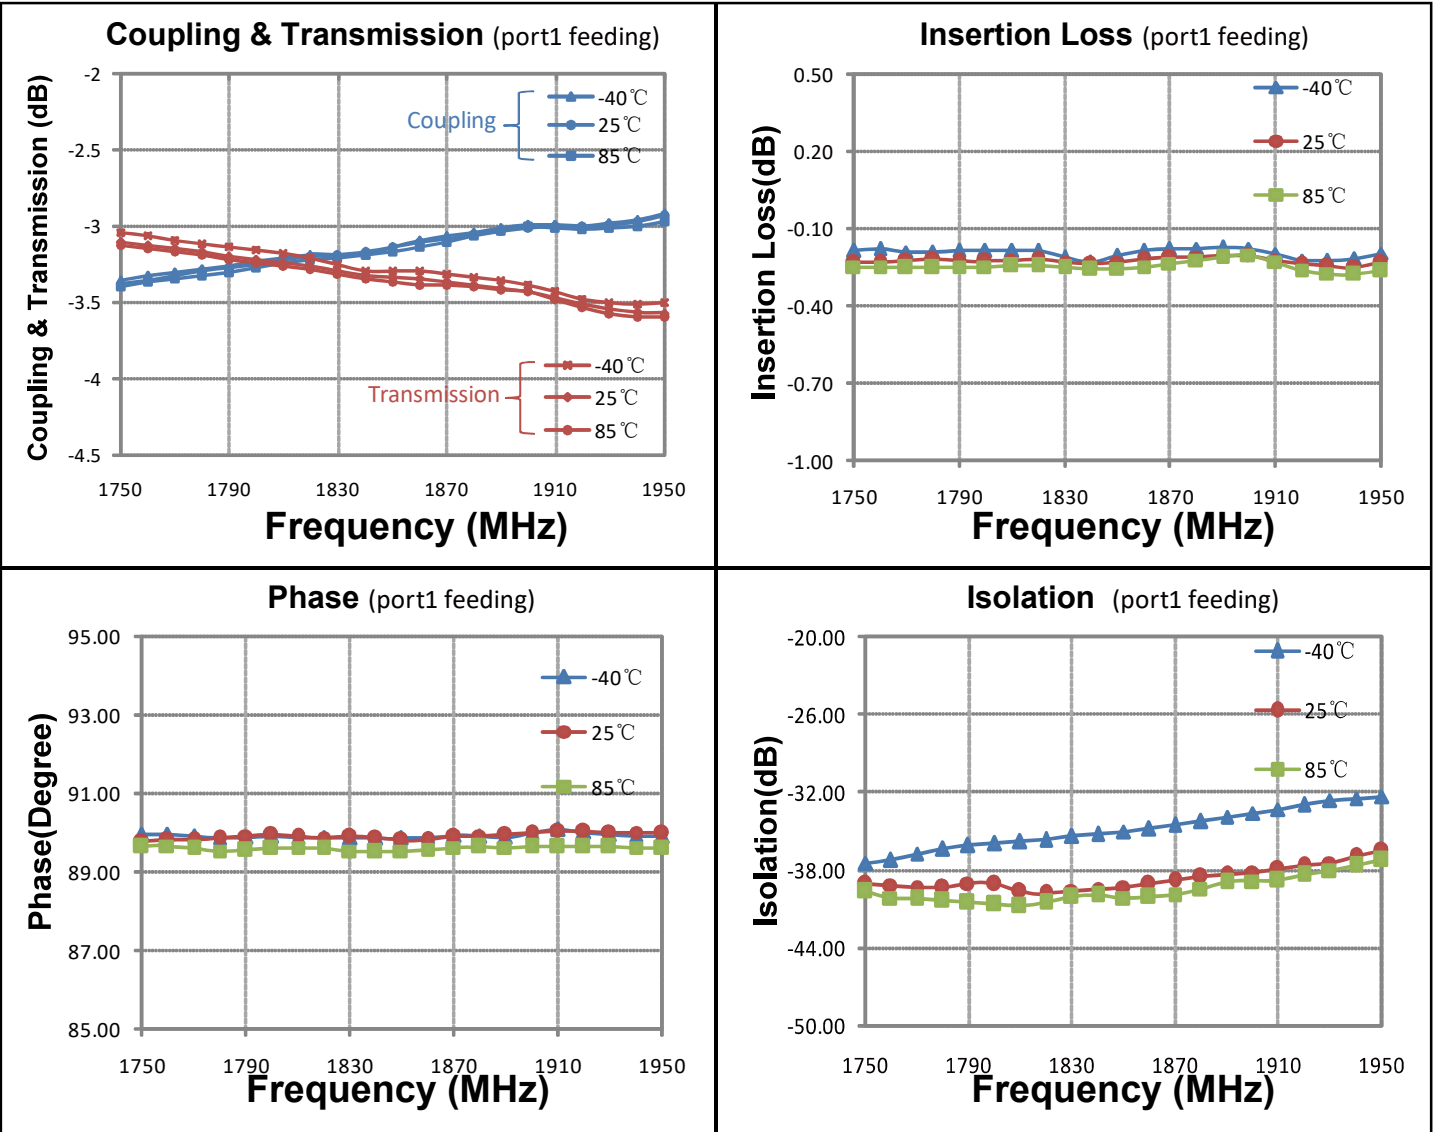 Coupling & Transmission (port1 feeding)
Coupling & Transmission (dB)
-2
-2.5
-3
-3.5
-4
-4.5
Coupling
-40℃
25℃
85℃
Transmission
-40℃
25℃
85℃
1750 1790 1830 1870 1910 1950
Frequency (MHz)
Insertion Loss (port1 feeding)
Insertion Loss(dB)
0.50
0.20
-0.10
-0.40
-0.70
-1.00
-40℃
25℃
85℃
1750 1790 1830 1870 1910 1950
Frequency (MHz)
Phase (port1 feeding)
Phase(Degree)
95.00
93.00
91.00
89.00
87.00
85.00
-40℃
25℃
85℃
1750 1790 1830 1870 1910 1950
Frequency (MHz)
Isolation (port1 feeding)
Isolation(dB)
-20.00
-26.00
-32.00
-38.00
-44.00
-50.00
-40℃
25℃
85℃
1750 1790 1830 1870 1910 1950
Frequency (MHz)